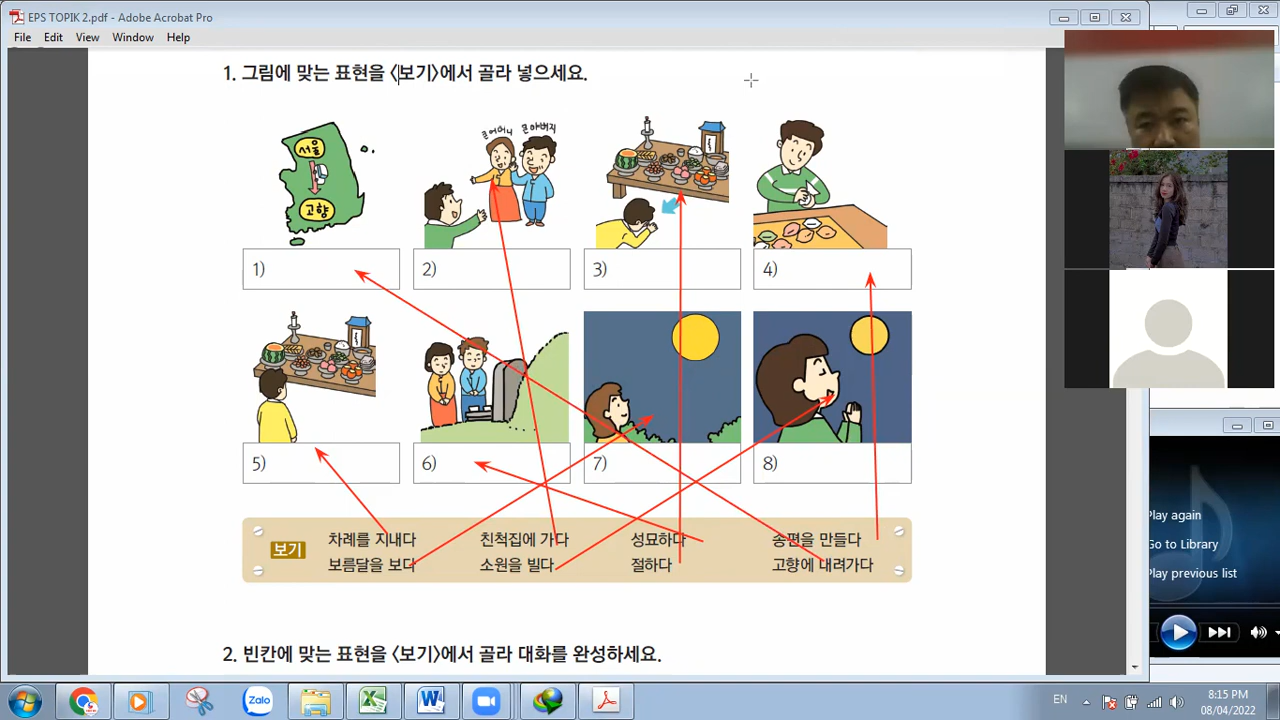 EPS TOPIK 2.pdf - Adobe Acrobat Pro
File Edit View Window Help
1. 그림에 맞는 표현을 <보기>에서 골라 넣으세요.
서울
고향
큰어머니 큰아버지
1) 2) 3) 4)
5) 6) 7) 8)
보기
차례를 지내다 친척집에 가다 성묘하다 송편을 만들다
보름달을 보다 소원을 빌다 절하다 고향에 내려가다
2. 빈칸에 맞는 표현을 <보기>에서 골라 대화를 완성하세요.
Play again
Go to Library
Play previous list
Zalo
EN
8:15 PM
08/04/2022